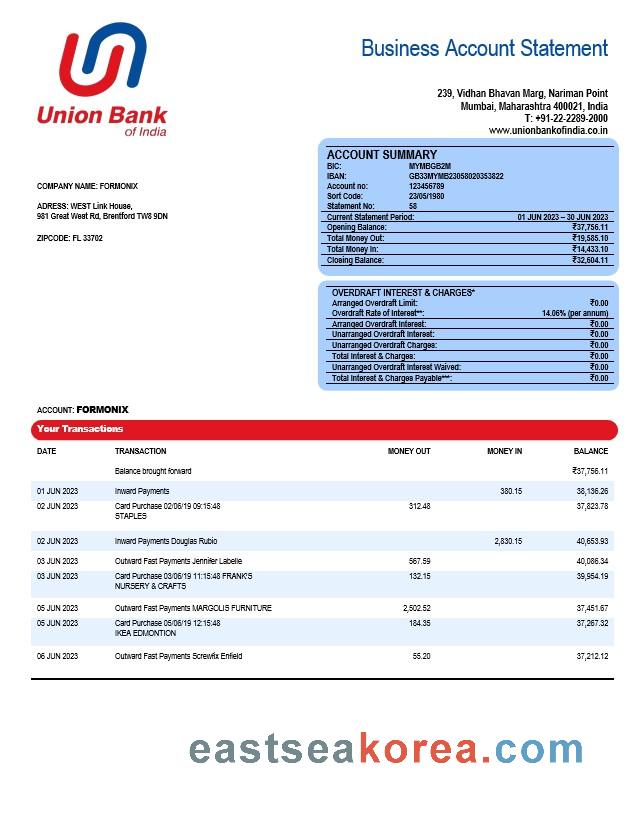 Union Bank
of India
Business Account Statement
239, Vidhan Bhavan Marg, Nariman Point
Mumbai, Maharashtra 400021, India
T: +91-22-2289-2000
www.unionbankofindia.co.in
COMPANY NAME: FORMONIX
ADRESS: WEST Link House,
981 Great West Rd, Brentford TW8 9DN
ZIPCODE: FL 33702
ACCOUNT SUMMARY
BIC: MYMBGB2M
IBAN: GB33MYMB23058020353822
Account no: 123456789
Sort Code: 23/05/1980
Statement No: 58
Current Statement Period: 01 JUN 2023 – 30 JUN 2023
Opening Balance: ₹37,756.11
Total Money Out: ₹19,585.10
Total Money In: ₹14,433.10
Closing Balance: ₹32,604.11
OVERDRAFT INTEREST & CHARGES*
Arranged Overdraft Limit: ₹0.00
Overdraft Rate of Interest**: 14.06% (per annum)
Arranged Overdraft Interest: ₹0.00
Unarranged Overdraft Interest: ₹0.00
Unarranged Overdraft Charges: ₹0.00
Total Interest & Charges: ₹0.00
Unarranged Overdraft Interest Waived: ₹0.00
Total Interest & Charges Payable***: ₹0.00
ACCOUNT: FORMONIX
Your Transactions
DATE TRANSACTION MONEY OUT MONEY IN BALANCE
Balance brought forward ₹37,756.11
01 JUN 2023 Inward Payments 380.15 38,136.26
02 JUN 2023 Card Purchase 02/06/19 09:15:48 312.48 37,823.78
STAPLES
02 JUN 2023 Inward Payments Douglas Rubio 2,830.15 40,653.93
03 JUN 2023 Outward Fast Payments Jennifer Labelle 567.59 40,086.34
03 JUN 2023 Card Purchase 03/06/19 11:15:48 FRANK'S 132.15 39,954.19
NURSERY & CRAFTS
05 JUN 2023 Outward Fast Payments MARGOLIS FURNITURE 2,502.52 37,451.67
05 JUN 2023 Card Purchase 05/06/19 12:15:48 184.35 37,267.32
IKEA EDMONTION
06 JUN 2023 Outward Fast Payments Screwfix Enfield 55.20 37,212.12
eastseakorea.com